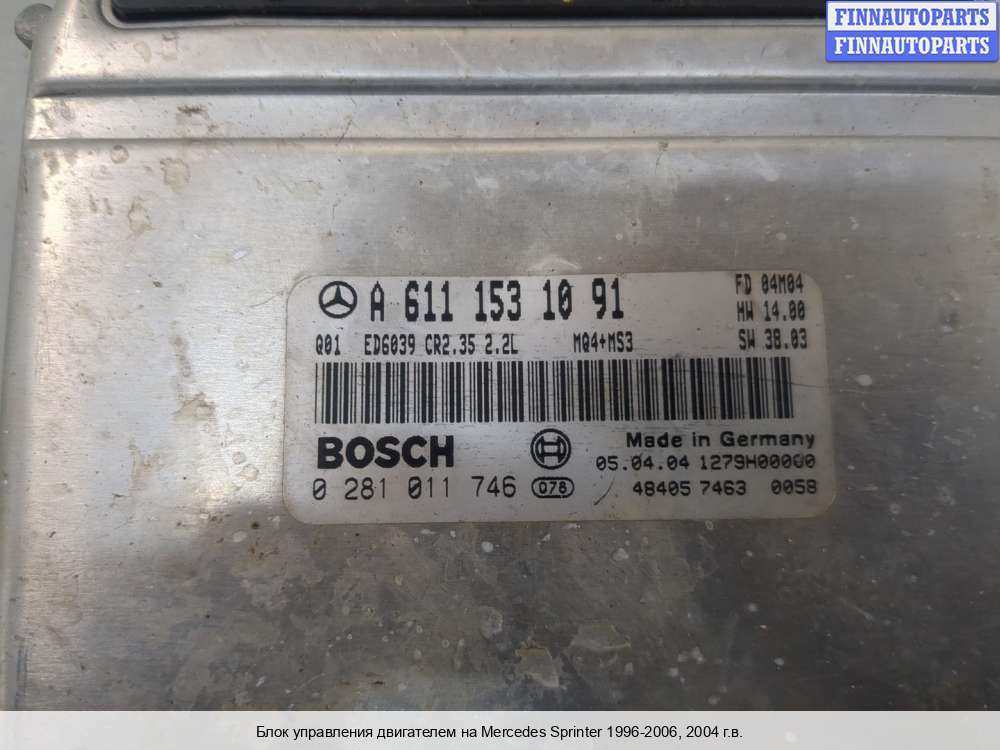 FINNAUTOPARTS
FINNAUTOPARTS
A 611 153 10 91
FD 04M04
HW 14.00
Q01 ED6039 CR2.35 2.2L MQ4+MS3
SW 38.03
BOSCH
Made in Germany
05.04.04 1279H00000
0 281 011 746 078
48405 7463 0058
Блок управления двигателем на Mercedes Sprinter 1996-2006, 2004 г.в.